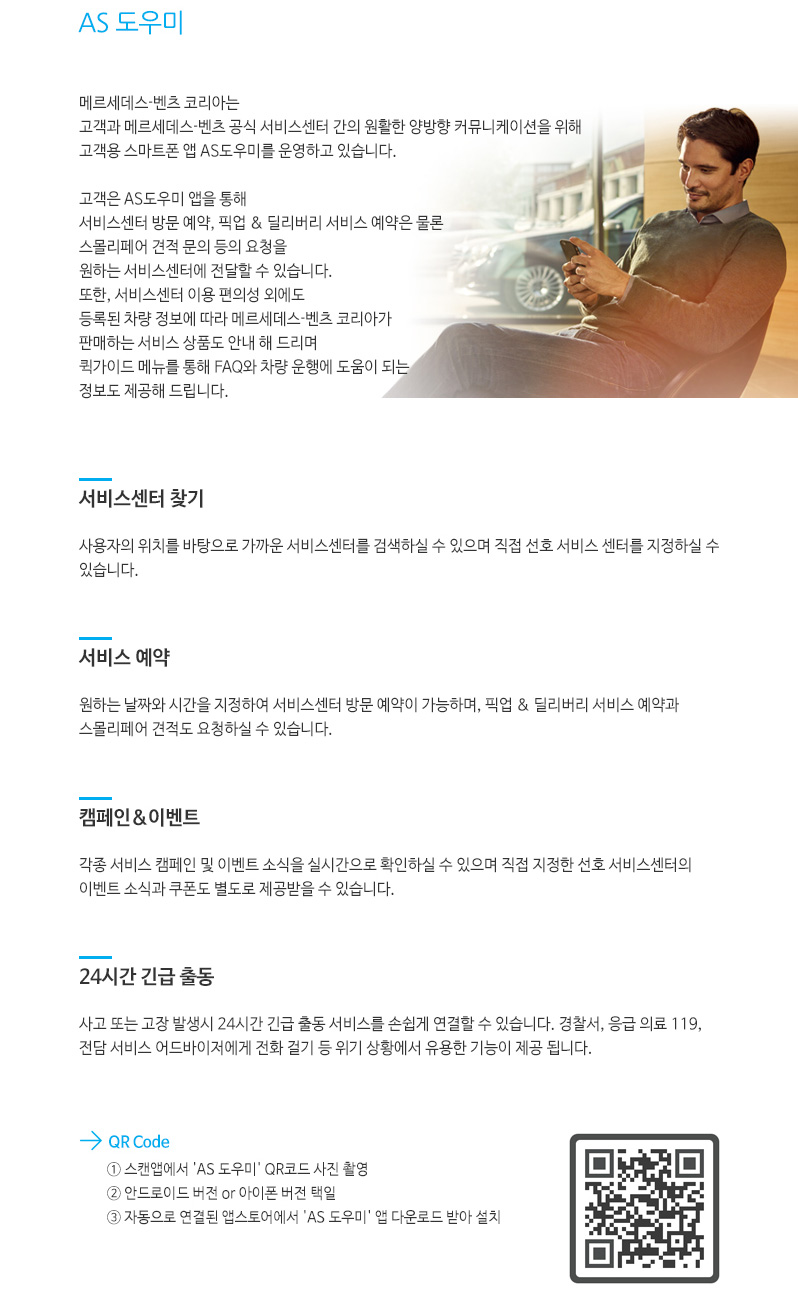 AS 도우미
메르세데스-벤츠 코리아는
고객과 메르세데스-벤츠 공식 서비스센터 간의 원활한 양방향 커뮤니케이션을 위해
고객용 스마트폰 앱 AS도우미를 운영하고 있습니다.
고객은 AS도우미 앱을 통해
서비스센터 방문 예약, 픽업 & 딜리버리 서비스 예약은 물론
스몰리페어 견적 문의 등의 요청을
원하는 서비스센터에 전달할 수 있습니다.
또한, 서비스센터 이용 편의성 외에도
등록된 차량 정보에 따라 메르세데스-벤츠 코리아가
판매하는 서비스 상품도 안내 해 드리며
퀵가이드 메뉴를 통해 FAQ와 차량 운행에 도움이 되는
정보도 제공해 드립니다.
서비스센터 찾기
사용자의 위치를 바탕으로 가까운 서비스센터를 검색하실 수 있으며 직접 선호 서비스 센터를 지정하실 수
있습니다.
서비스 예약
원하는 날짜와 시간을 지정하여 서비스센터 방문 예약이 가능하며, 픽업 & 딜리버리 서비스 예약과
스몰리페어 견적도 요청하실 수 있습니다.
캠페인&이벤트
각종 서비스 캠페인 및 이벤트 소식을 실시간으로 확인하실 수 있으며 직접 지정한 선호 서비스센터의
이벤트 소식과 쿠폰도 별도로 제공받을 수 있습니다.
24시간 긴급 출동
사고 또는 고장 발생시 24시간 긴급 출동 서비스를 손쉽게 연결할 수 있습니다. 경찰서, 응급 의료 119,
전담 서비스 어드바이저에게 전화 걸기 등 위기 상황에서 유용한 기능이 제공 됩니다.
→ QR Code
① 스캔앱에서 'AS 도우미' QR코드 사진 촬영
② 안드로이드 버전 or 아이폰 버전 택일
③ 자동으로 연결된 앱스토어에서 'AS 도우미' 앱 다운로드 받아 설치